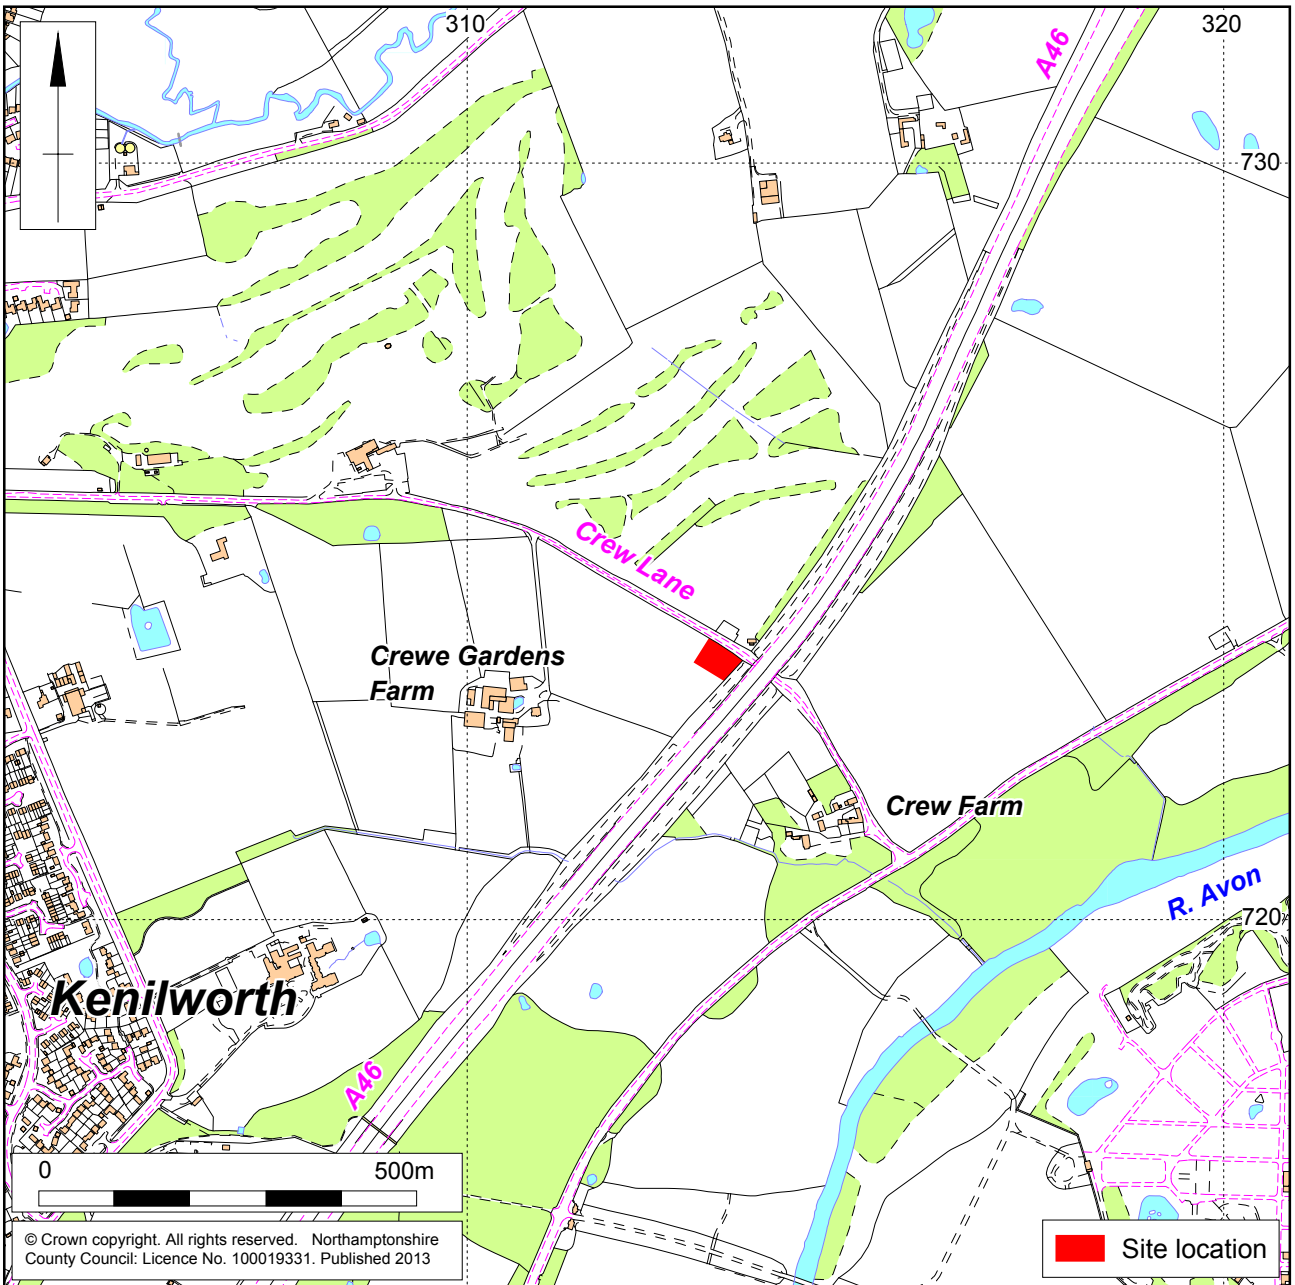 310
320
A46
730
Crew Lane
Crewe Gardens
Farm
Crew Farm
R. Avon
720
Kenilworth
A46
0 500m
© Crown copyright. All rights reserved. Northamptonshire
County Council: Licence No. 100019331. Published 2013
Site location